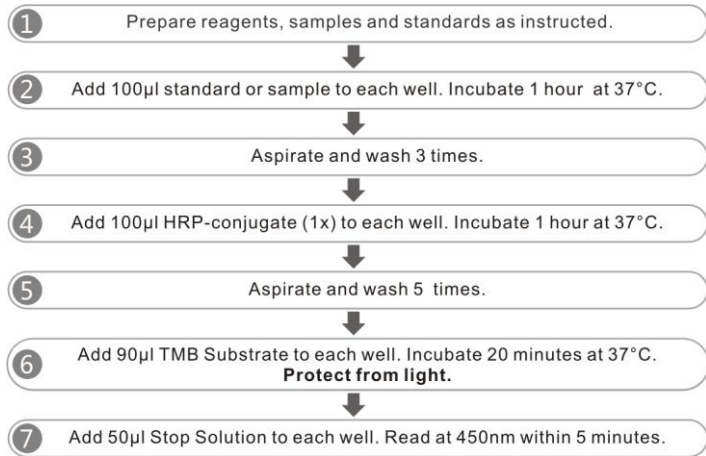 1 Prepare reagents, samples and standards as instructed.
2 Add 100μl standard or sample to each well. Incubate 1 hour at 37°C.
3 Aspirate and wash 3 times.
4 Add 100μl HRP-conjugate (1x) to each well. Incubate 1 hour at 37°C.
5 Aspirate and wash 5 times.
6 Add 90μl TMB Substrate to each well. Incubate 20 minutes at 37°C.
Protect from light.
7 Add 50μl Stop Solution to each well. Read at 450nm within 5 minutes.